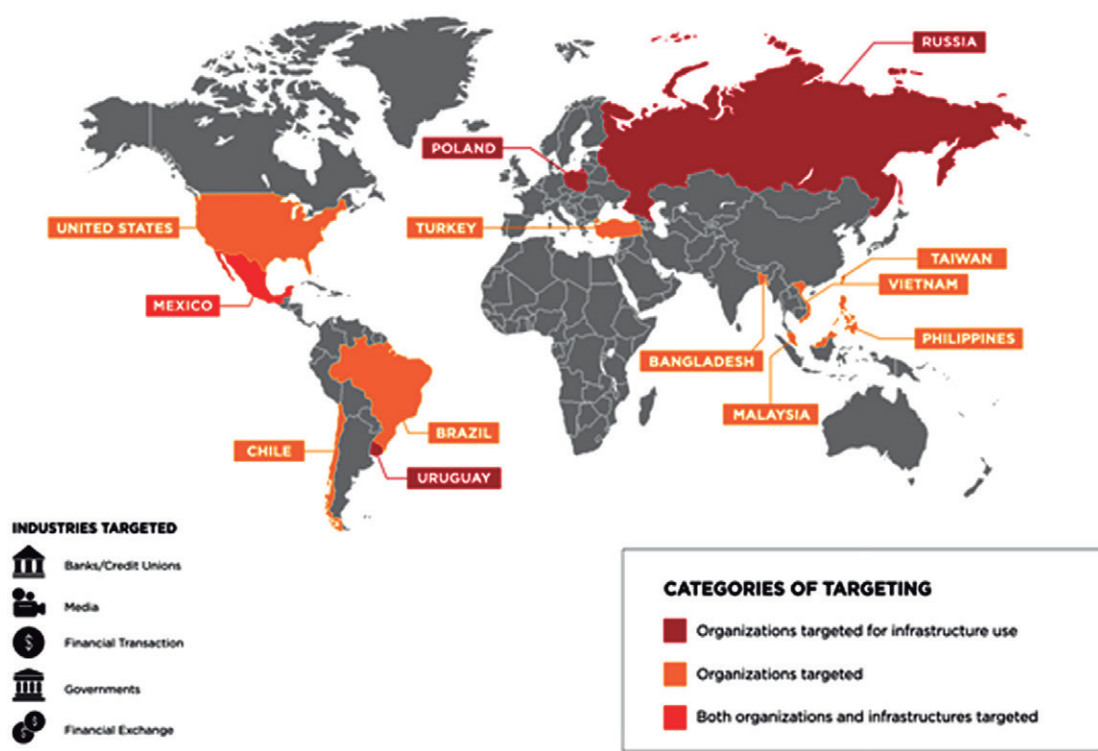 RUSSIA
POLAND
UNITED STATES
TURKEY
TAIWAN
VIETNAM
MEXICO
PHILIPPINES
BANGLADESH
MALAYSIA
BRAZIL
CHILE
URUGUAY
INDUSTRIES TARGETED
Banks/Credit Unions
Media
$ Financial Transaction
Governments
$ $ Financial Exchange
CATEGORIES OF TARGETING
Organizations targeted for infrastructure use
Organizations targeted
Both organizations and infrastructures targeted